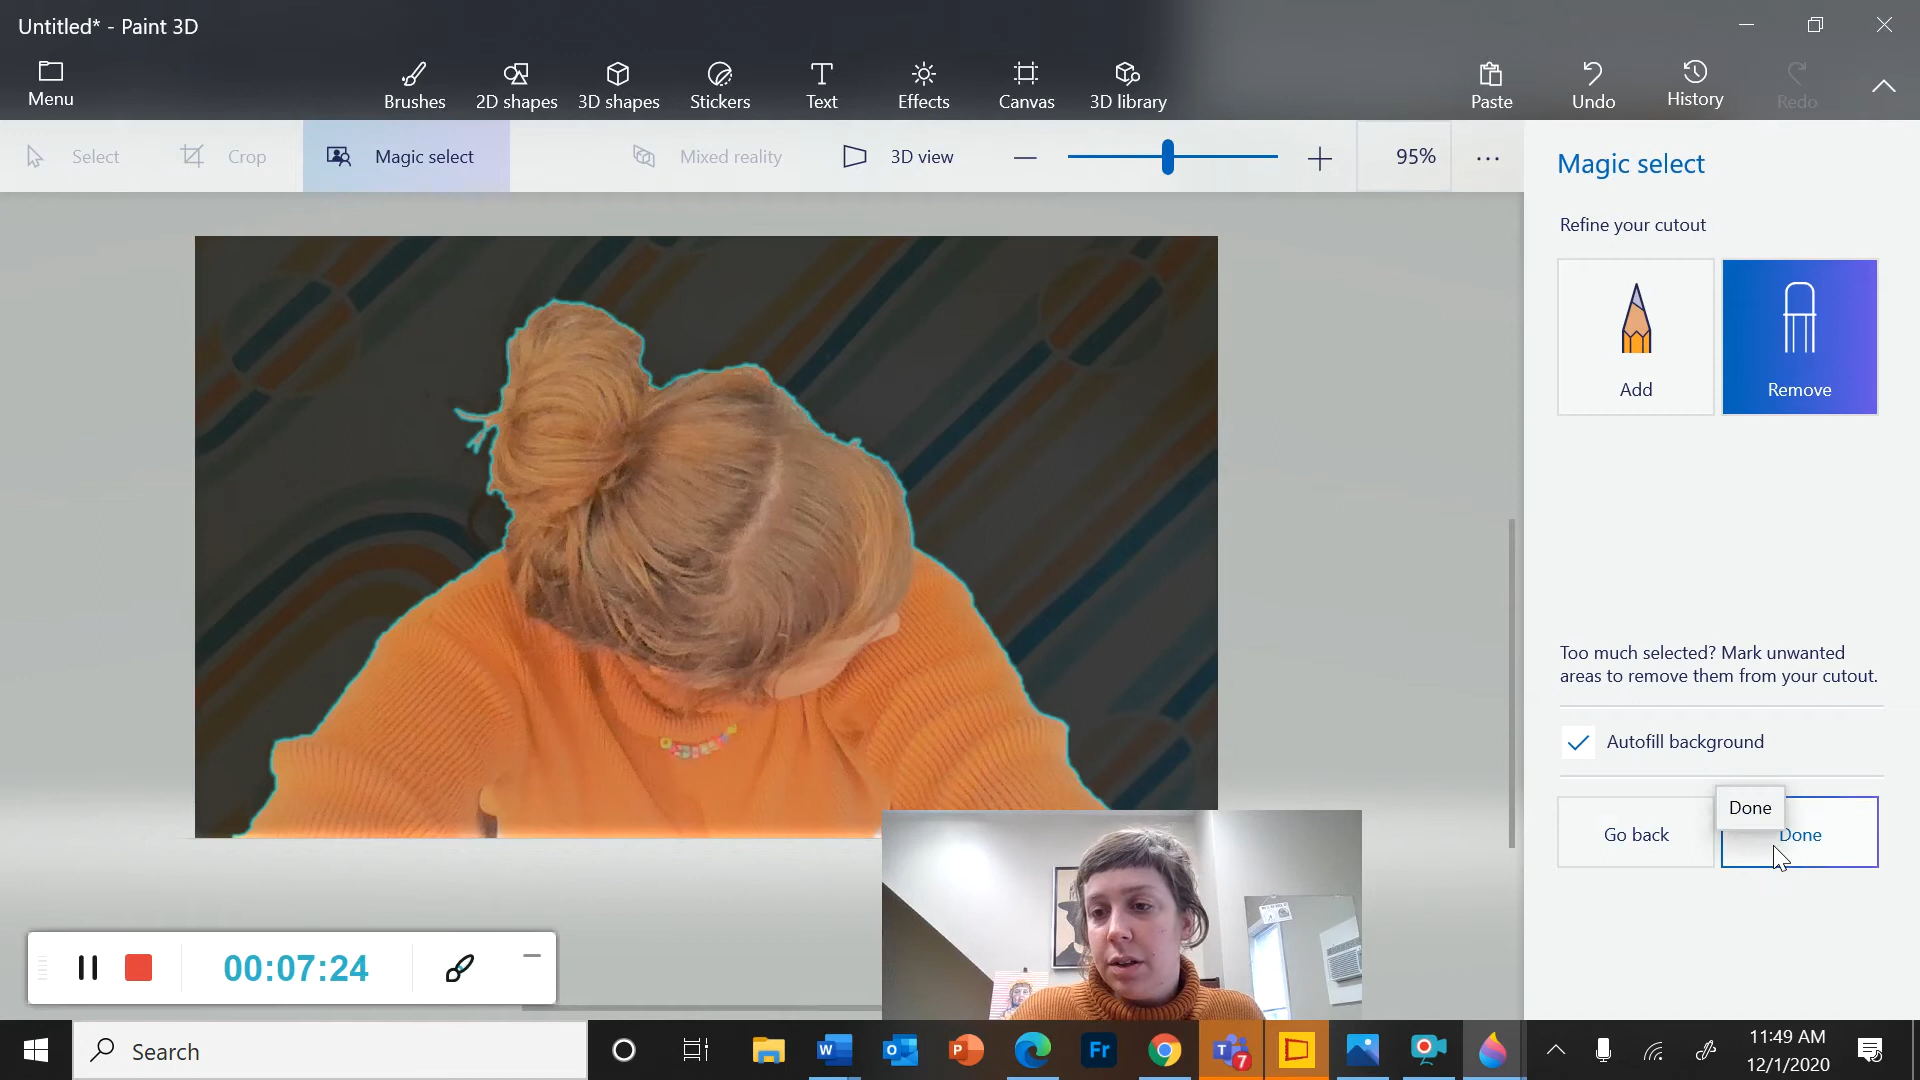 Untitled* - Paint 3D
Menu
Brushes
2D shapes
3D shapes
Stickers
Text
Effects
Canvas
3D library
Paste
Undo
History
Redo
Select
Crop
Magic select
Mixed reality
3D view
95%
Magic select
Refine your cutout
Add
Remove
Too much selected? Mark unwanted
areas to remove them from your cutout.
Autofill background
Done
Go back
Done
00:07:24
Search
W
O
P
Fr
T
7
11:49 AM
12/1/2020